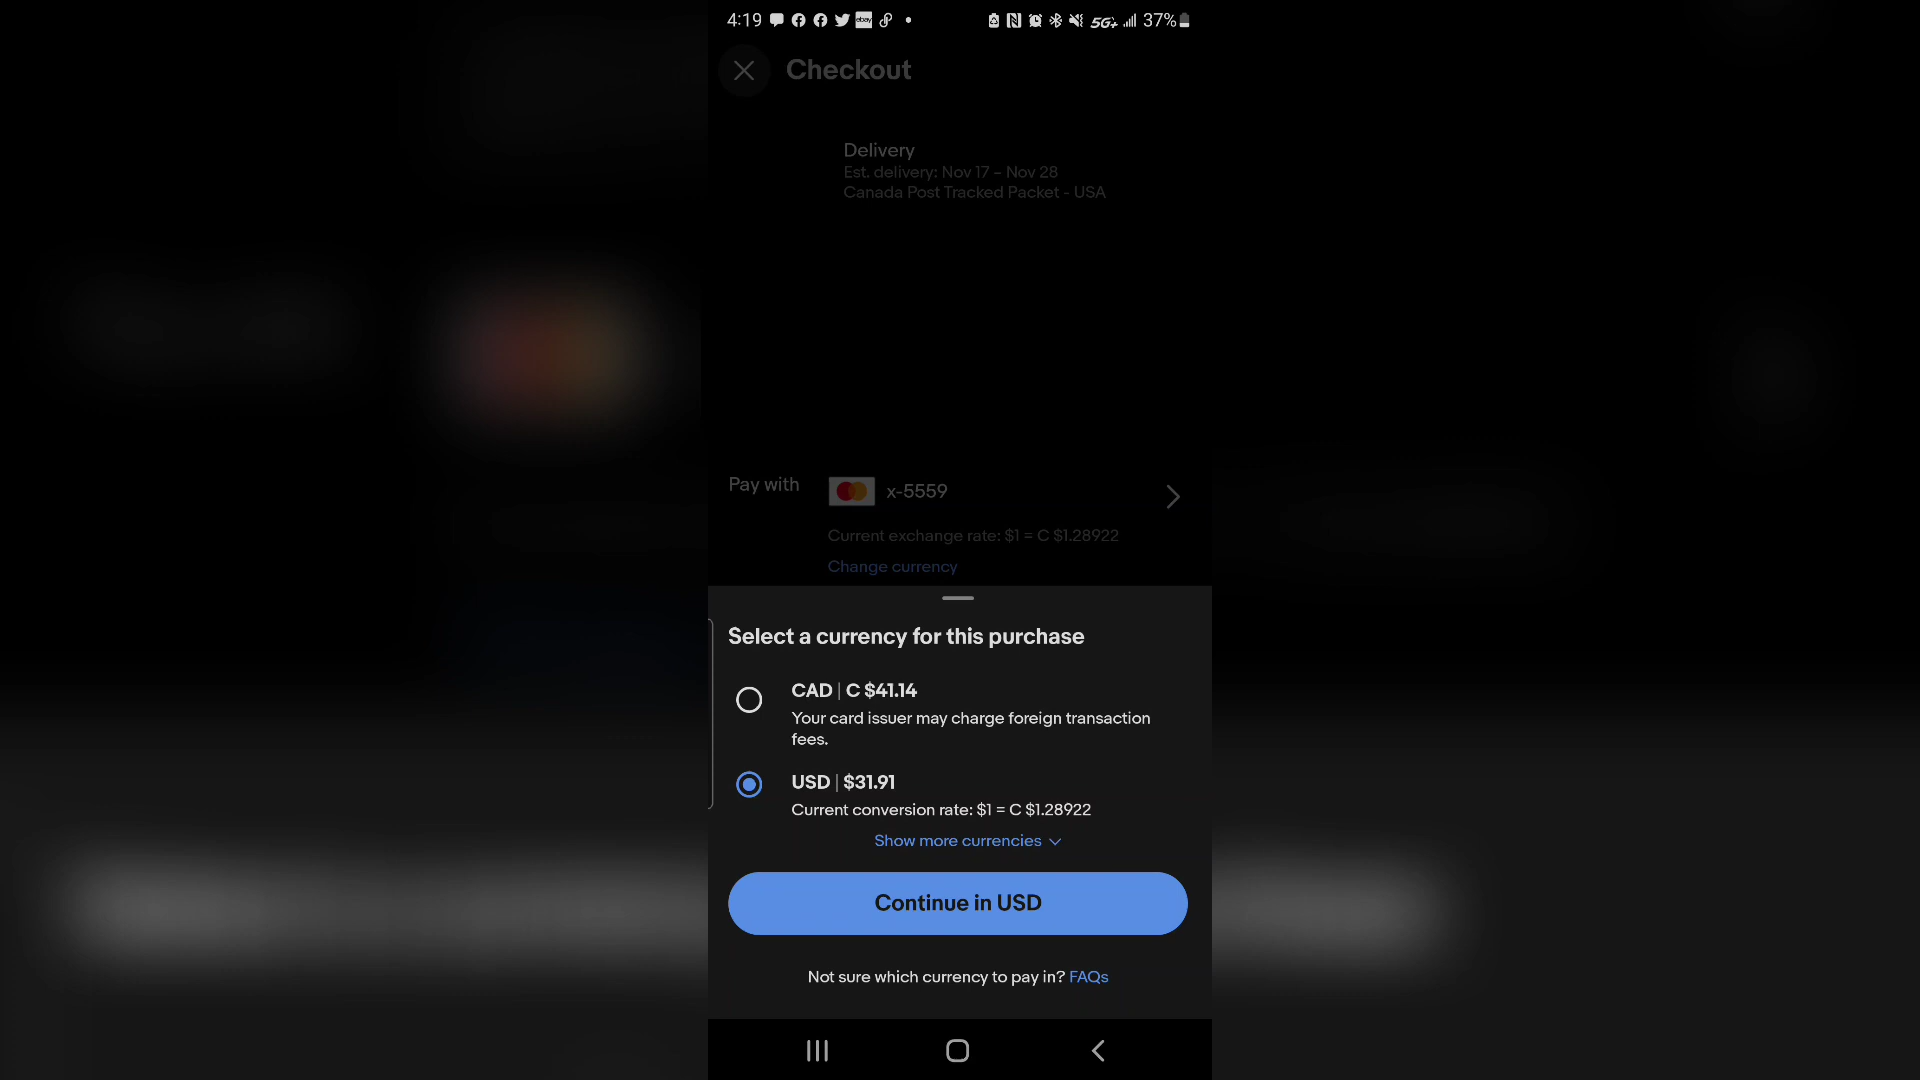 4:19 ebay 5G+ 37%
Checkout
Delivery
Est. delivery: Nov 17 – Nov 28
Canada Post Tracked Packet - USA
Pay with x-5559
Current exchange rate: $1 = C $1.28922
Change currency
Select a currency for this purchase
CAD | C $41.14
Your card issuer may charge foreign transaction
fees.
USD | $31.91
Current conversion rate: $1 = C $1.28922
Show more currencies
Continue in USD
Not sure which currency to pay in? FAQs